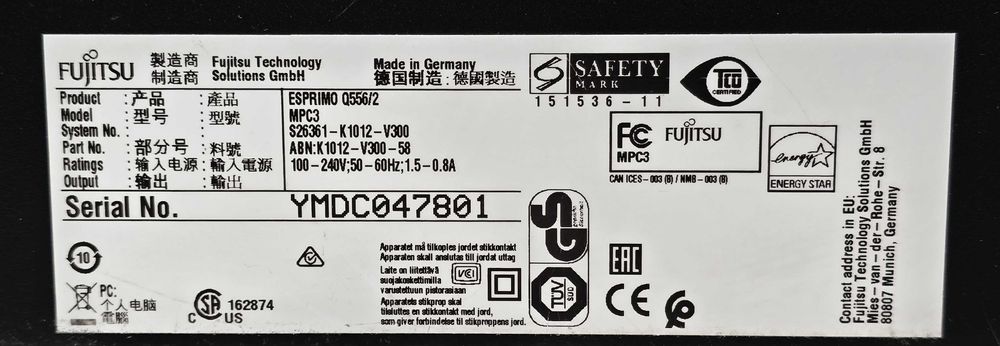 FUJITSU
製造商 Fujitsu Technology
制造商 Solutions GmbH
Made in Germany
德国制造 : 德國製造
S SAFETY
MARK
151536-11
TCO
CERTIFIED
Product : 产品 : 產品 ESPRIMO Q556/2
Model : 型号 : 型號 MPC3
System No. : : S26361-K1012-V300
Part No. : 部分号 : 料號 ABN:K1012-V300-58
Ratings : 输入电源 : 輸入電源 100-240V;50-60Hz;1.5-0.8A
Output : 輸出 : 輸出
Serial No. YMDC047801
FC FUJITSU
MPC3
CAN ICES-003 (B) / NMB-003 (B)
energy
ENERGY STAR
10
PC:
个人电脑
電腦
CSA
C US
162874
Apparatet må tilkoples jordet stikkontakt
Apparaten skall anslutas till jordat uttag
Laite on liitettävä
suojakoskettimilla
varustettuun pistorasiaan
Apparatets stikprop skal
tilsluttes en stikkontakt med jord,
som giver forbindelse til stikproppens jord.
VCI
GS
geprüfte
Sicherheit
TÜV
SÜD
EAC
CE
Contact address in EU:
Fujitsu Technology Solutions GmbH
Mies-van-der-Rohe-Str. 8
80807 Munich, Germany